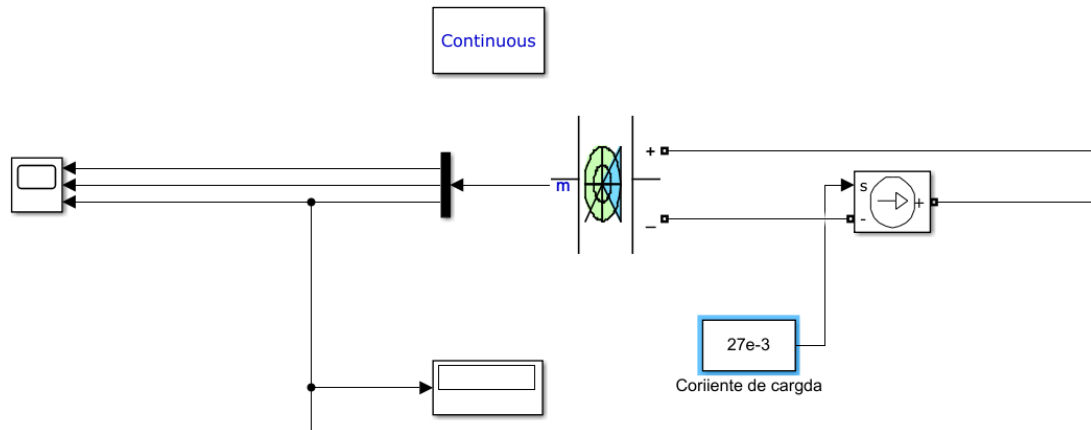 Continuous
+
m
s
+
-
−
27e-3
Coriiente de cargda